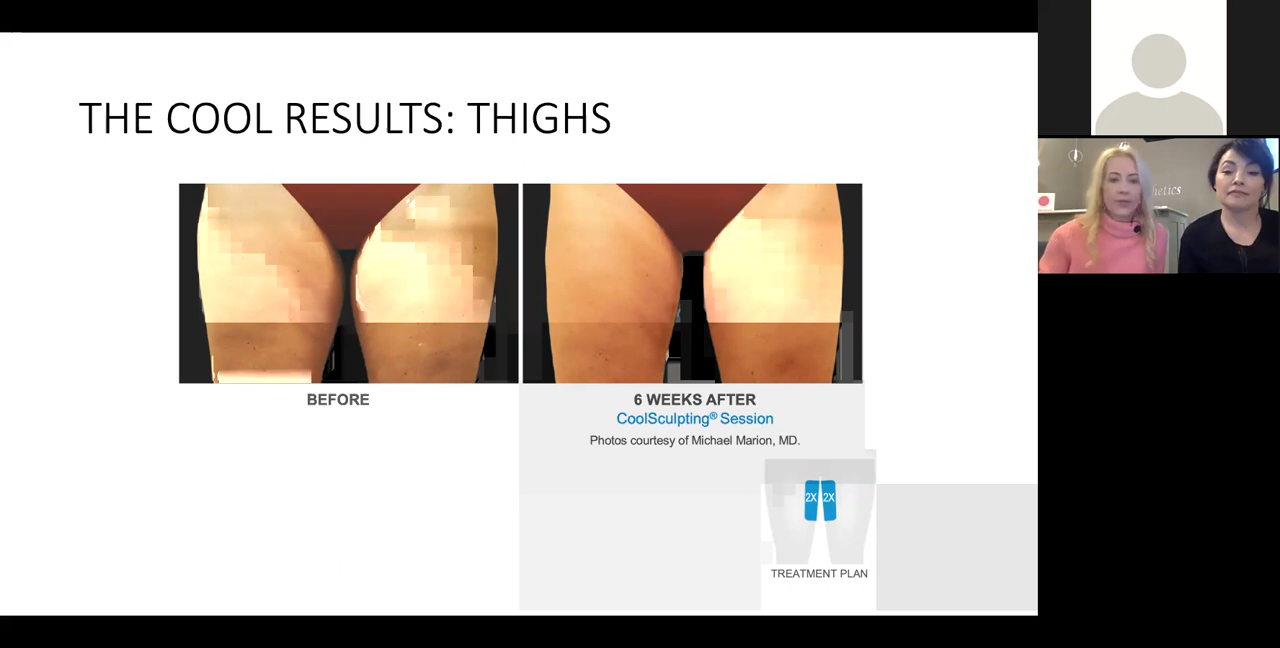 THE COOL RESULTS: THIGHS
BEFORE
6 WEEKS AFTER
CoolSculpting® Session
Photos courtesy of Michael Marion, MD.
2X 2X
TREATMENT PLAN